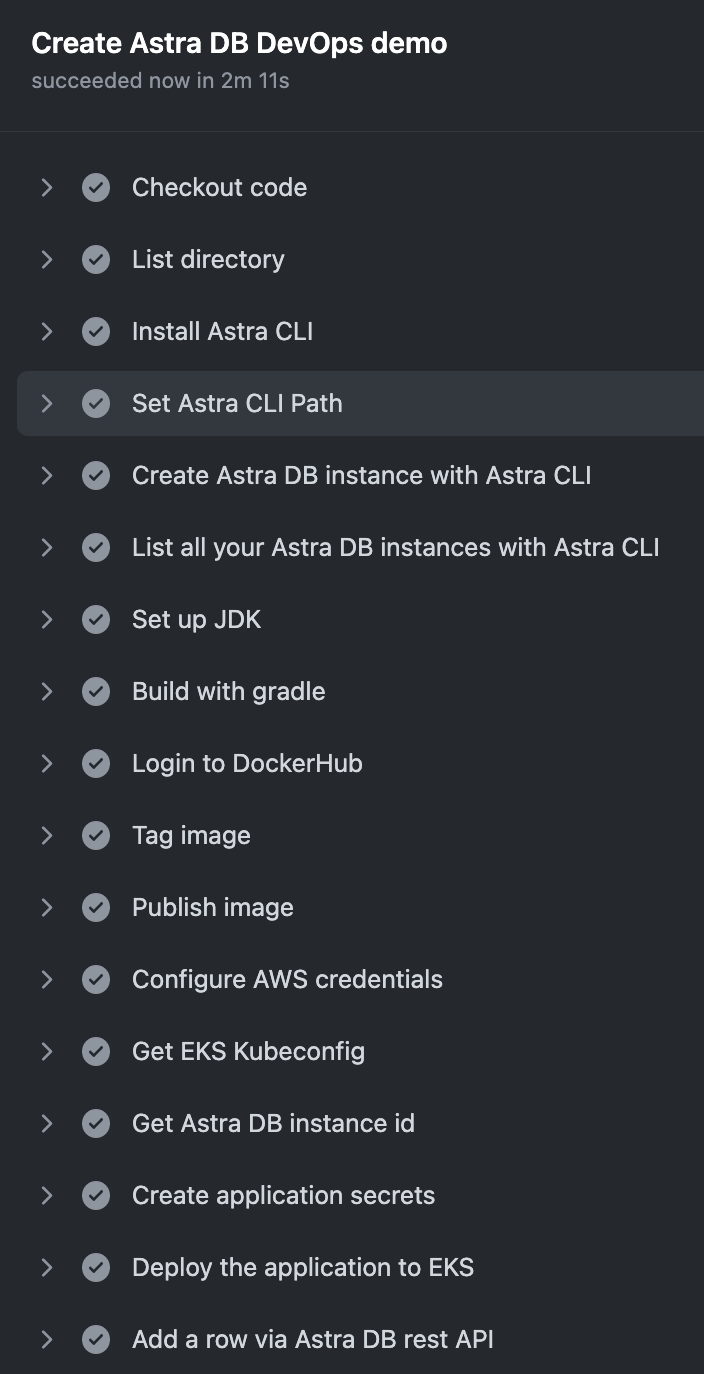 Create Astra DB DevOps demo
succeeded now in 2m 11s
Checkout code
List directory
Install Astra CLI
Set Astra CLI Path
Create Astra DB instance with Astra CLI
List all your Astra DB instances with Astra CLI
Set up JDK
Build with gradle
Login to DockerHub
Tag image
Publish image
Configure AWS credentials
Get EKS Kubeconfig
Get Astra DB instance id
Create application secrets
Deploy the application to EKS
Add a row via Astra DB rest API